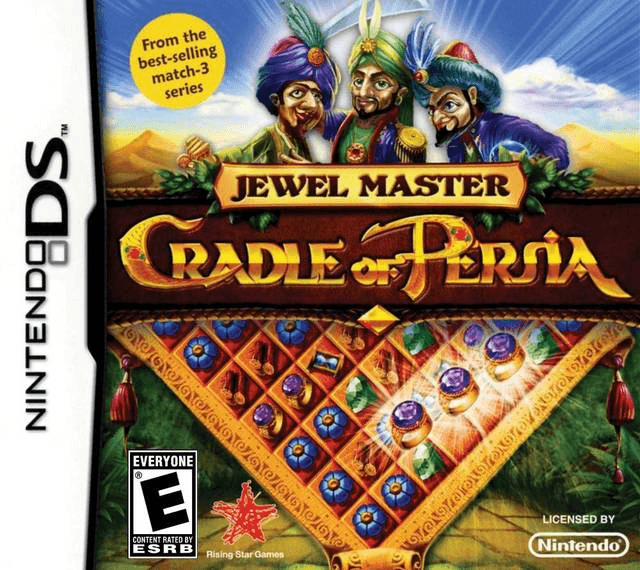 From the
best-selling
match-3
series
NINTENDO DS™
JEWEL MASTER
CRADLE OF PERSIA
EVERYONE
®
E
CONTENT RATED BY
ESRB
Rising Star Games
LICENSED BY
Nintendo